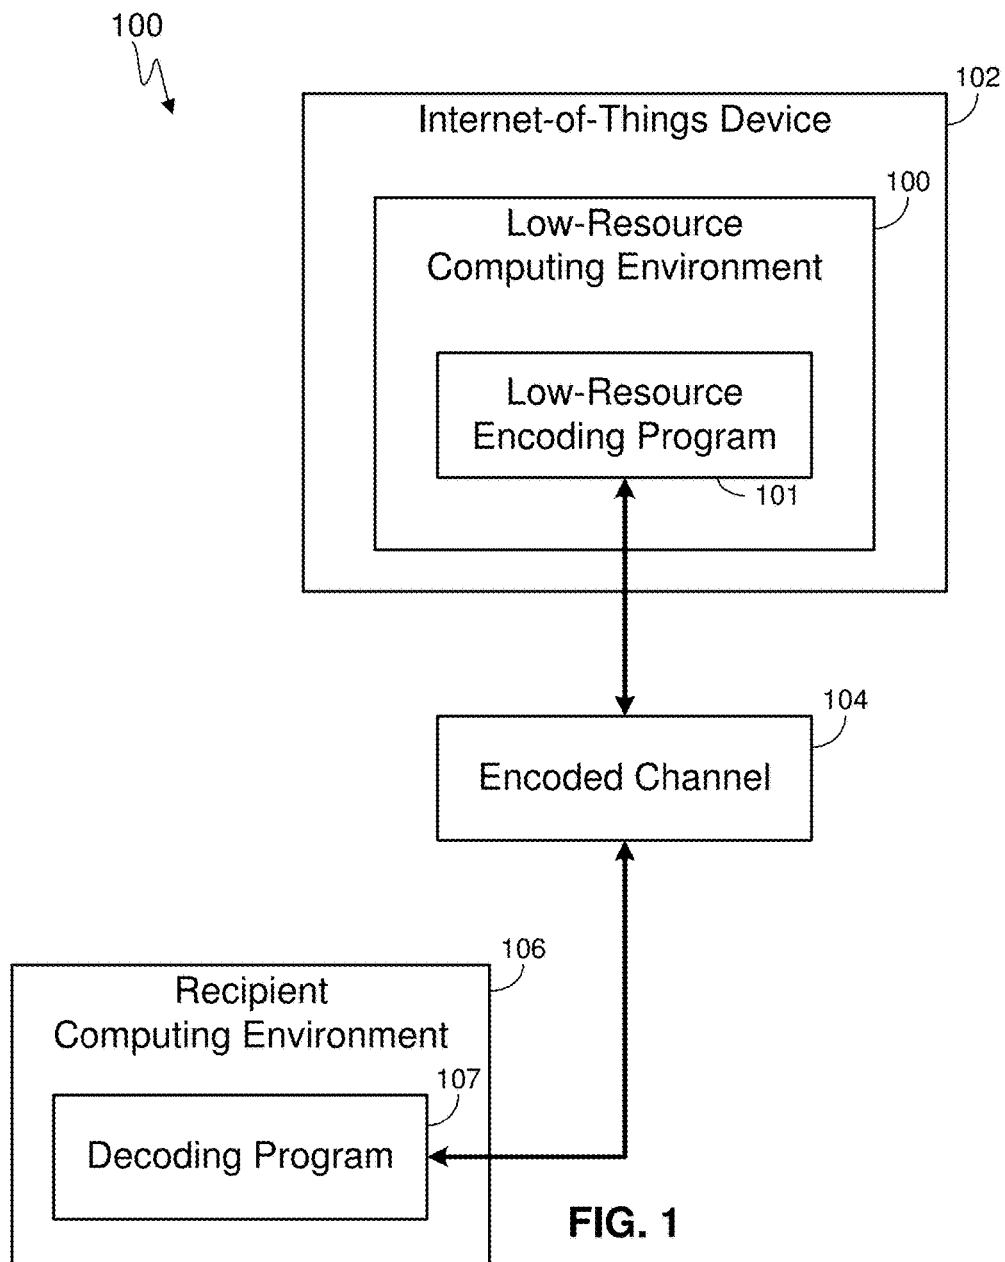 100
102
Internet-of-Things Device
100
Low-Resource
Computing Environment
Low-Resource
Encoding Program
101
104
Encoded Channel
106
Recipient
Computing Environment
107
Decoding Program
FIG. 1